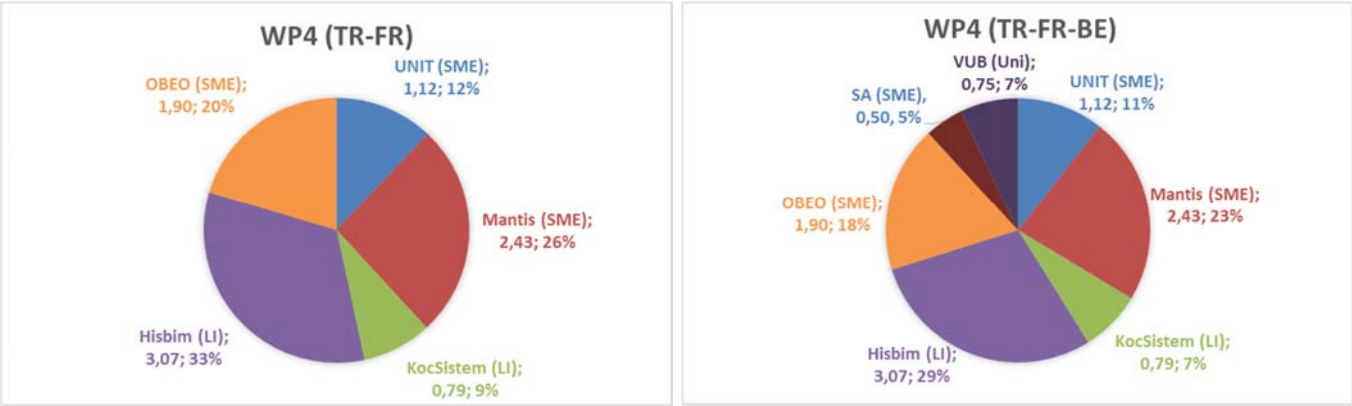 WP4 (TR-FR)
OBEO (SME);
1,90; 20%
UNIT (SME);
1,12; 12%
Mantis (SME);
2,43; 26%
Hisbim (LI);
3,07; 33%
KocSistem (LI);
0,79; 9%
WP4 (TR-FR-BE)
VUB (Uni);
0,75; 7%
UNIT (SME);
1,12; 11%
SA (SME),
0,50, 5%
Mantis (SME);
2,43; 23%
OBEO (SME);
1,90; 18%
KocSistem (LI);
0,79; 7%
Hisbim (LI);
3,07; 29%